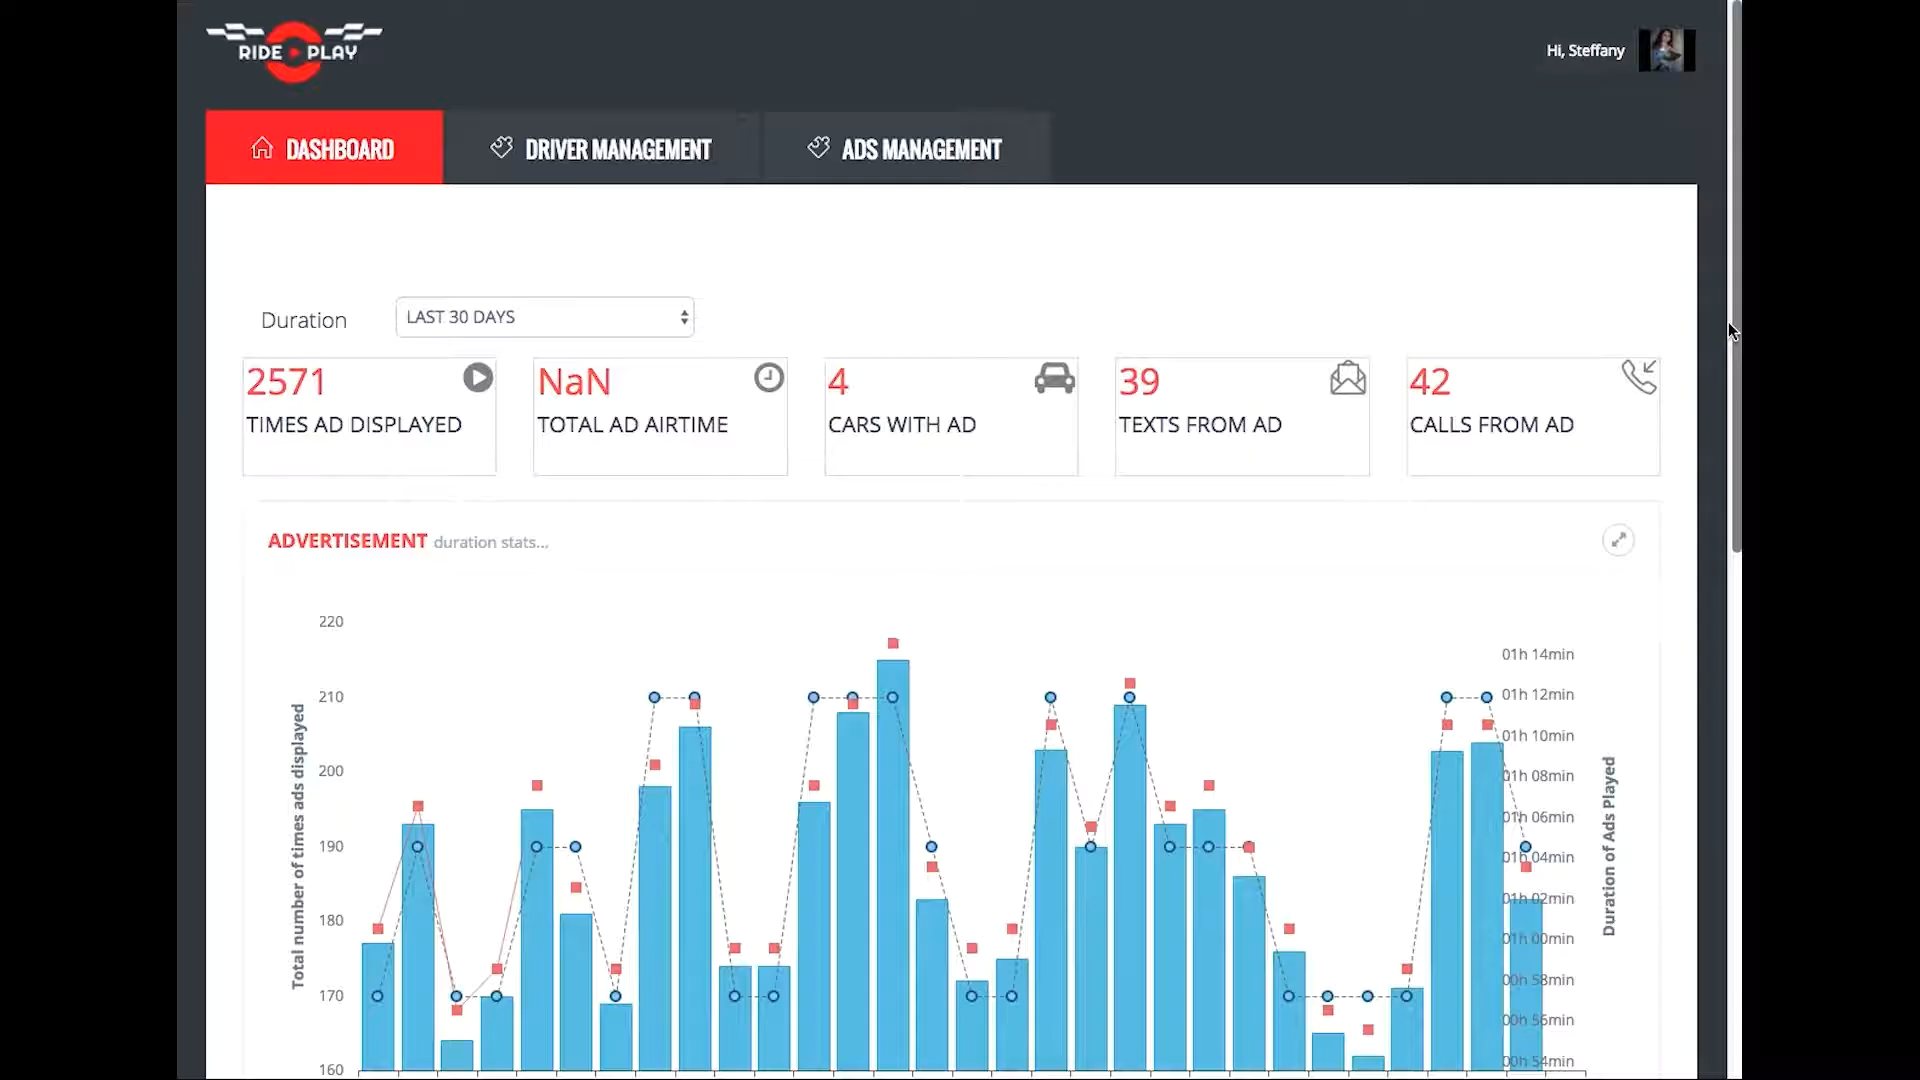 RIDE PLAY
Hi, Steffany
DASHBOARD
DRIVER MANAGEMENT
ADS MANAGEMENT
Duration
LAST 30 DAYS
2571
TIMES AD DISPLAYED
NaN
TOTAL AD AIRTIME
4
CARS WITH AD
39
TEXTS FROM AD
42
CALLS FROM AD
ADVERTISEMENT duration stats...
Total number of times ads displayed
220
210
200
190
180
170
160
01h 14min
01h 12min
01h 10min
01h 08min
01h 06min
01h 04min
01h 02min
01h 00min
00h 58min
00h 56min
00h 54min
Duration of Ads Played